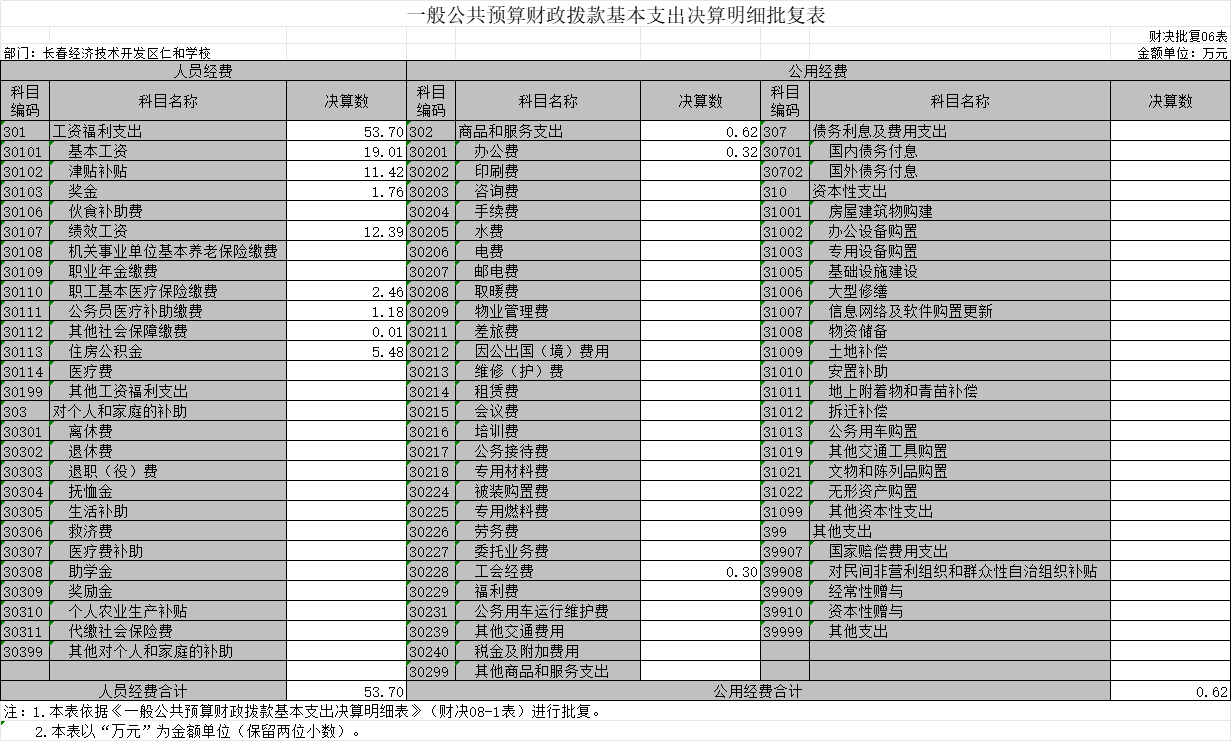 一般公共预算财政拨款基本支出决算明细批复表
财决批复06表
部门：长春经济技术开发区仁和学校 金额单位：万元
人员经费 公用经费
科目编码 科目名称 决算数 科目编码 科目名称 决算数 科目编码 科目名称 决算数
301 工资福利支出 53.70 302 商品和服务支出 0.62 307 债务利息及费用支出
30101 基本工资 19.01 30201 办公费 0.32 30701 国内债务付息
30102 津贴补贴 11.42 30202 印刷费 30702 国外债务付息
30103 奖金 1.76 30203 咨询费 310 资本性支出
30106 伙食补助费 30204 手续费 31001 房屋建筑物购建
30107 绩效工资 12.39 30205 水费 31002 办公设备购置
30108 机关事业单位基本养老保险缴费 30206 电费 31003 专用设备购置
30109 职业年金缴费 30207 邮电费 31005 基础设施建设
30110 职工基本医疗保险缴费 2.46 30208 取暖费 31006 大型修缮
30111 公务员医疗补助缴费 1.18 30209 物业管理费 31007 信息网络及软件购置更新
30112 其他社会保障缴费 0.01 30211 差旅费 31008 物资储备
30113 住房公积金 5.48 30212 因公出国（境）费用 31009 土地补偿
30114 医疗费 30213 维修（护）费 31010 安置补助
30199 其他工资福利支出 30214 租赁费 31011 地上附着物和青苗补偿
303 对个人和家庭的补助 30215 会议费 31012 拆迁补偿
30301 离休费 30216 培训费 31013 公务用车购置
30302 退休费 30217 公务接待费 31019 其他交通工具购置
30303 退职（役）费 30218 专用材料费 31021 文物和陈列品购置
30304 抚恤金 30224 被装购置费 31022 无形资产购置
30305 生活补助 30225 专用燃料费 31099 其他资本性支出
30306 救济费 30226 劳务费 399 其他支出
30307 医疗费补助 30227 委托业务费 39907 国家赔偿费用支出
30308 助学金 30228 工会经费 0.30 39908 对民间非营利组织和群众性自治组织补贴
30309 奖励金 30229 福利费 39909 经常性赠与
30310 个人农业生产补贴 30231 公务用车运行维护费 39910 资本性赠与
30311 代缴社会保险费 30239 其他交通费用 39999 其他支出
30399 其他对个人和家庭的补助 30240 税金及附加费用
30299 其他商品和服务支出
人员经费合计 53.70 公用经费合计 0.62
注：1.本表依据《一般公共预算财政拨款基本支出决算明细表》（财决08-1表）进行批复。
2.本表以“万元”为金额单位（保留两位小数）。